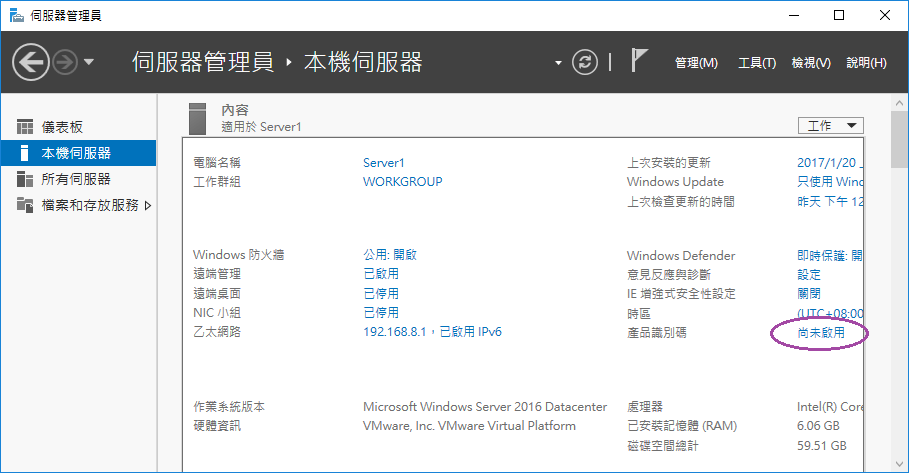 伺服器管理員
伺服器管理員 ‣ 本機伺服器
管理(M) 工具(T) 檢視(V) 說明(H)
儀表板
本機伺服器
所有伺服器
檔案和存放服務
內容
適用於 Server1
工作
電腦名稱 Server1
工作群組 WORKGROUP
上次安裝的更新 2017/1/20
Windows Update 只使用 Wind
上次檢查更新的時間 昨天 下午 12
Windows 防火牆 公用: 開啟
遠端管理 已啟用
遠端桌面 已停用
NIC 小組 已停用
乙太網路 192.168.8.1，已啟用 IPv6
Windows Defender 即時保護: 開
意見反應與診斷 設定
IE 增強式安全性設定 關閉
時區 (UTC+08:00
產品識別碼 尚未啟用
作業系統版本 Microsoft Windows Server 2016 Datacenter
硬體資訊 VMware, Inc. VMware Virtual Platform
處理器 Intel(R) Core
已安裝記憶體 (RAM) 6.06 GB
磁碟空間總計 59.51 GB